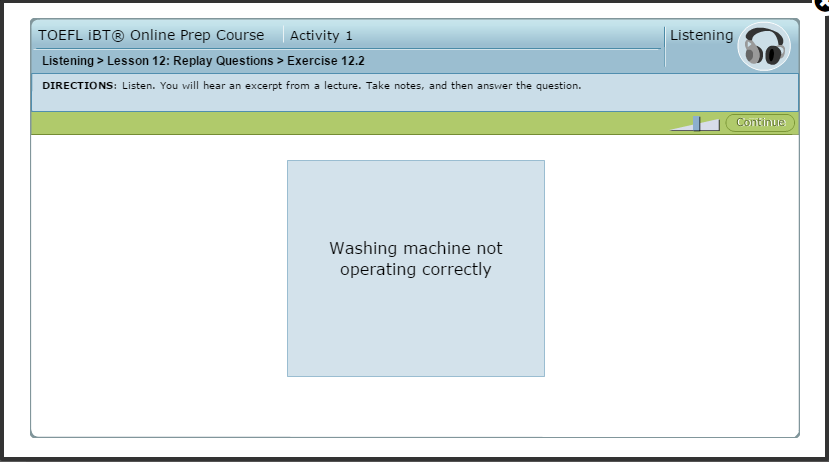 TOEFL iBT® Online Prep Course Activity 1 Listening
Listening > Lesson 12: Replay Questions > Exercise 12.2
DIRECTIONS: Listen. You will hear an excerpt from a lecture. Take notes, and then answer the question.
Continue
Washing machine not
operating correctly